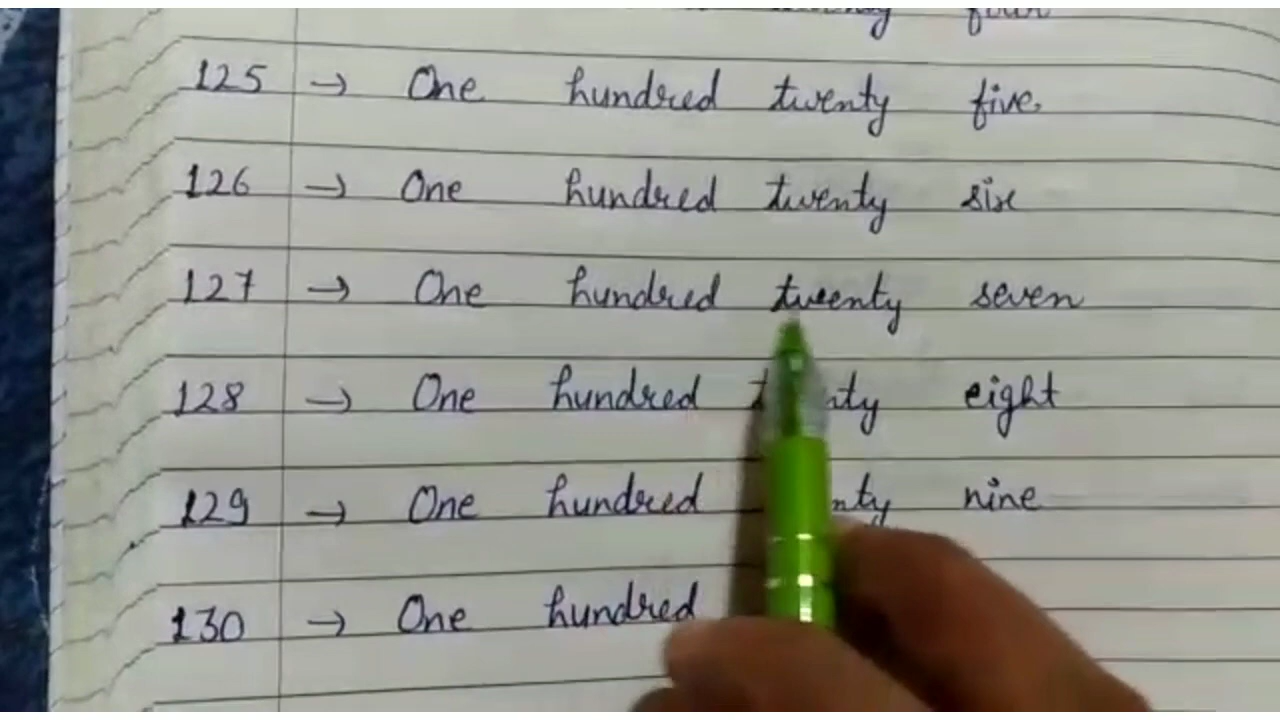 four
125 → One hundred twenty five.
126 → One hundred twenty six
127 → One hundred twenty seven
128 → One hundred eight
129 → One hundred nine
130 → One hundred